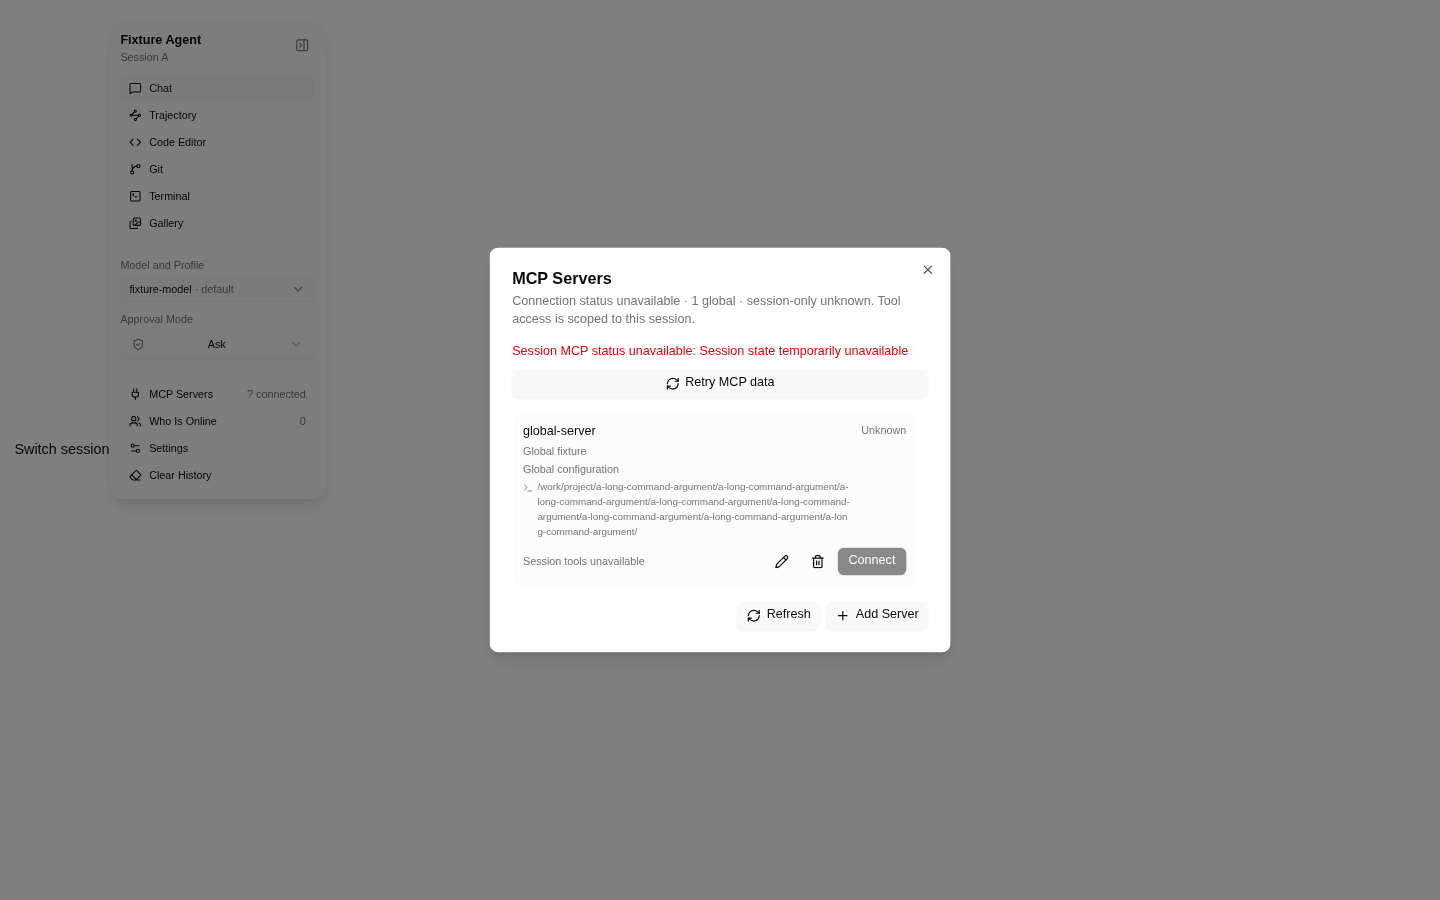 Fixture Agent
Session A
Chat
Trajectory
Code Editor
Git
Terminal
Gallery
Model and Profile
fixture-model · default
Approval Mode
Ask
MCP Servers ? connected
Who Is Online 0
Switch session
Settings
Clear History
MCP Servers
Connection status unavailable · 1 global · session-only unknown. Tool
access is scoped to this session.
Session MCP status unavailable: Session state temporarily unavailable
Retry MCP data
global-server Unknown
Global fixture
Global configuration
/work/project/a-long-command-argument/a-long-command-argument/a-
long-command-argument/a-long-command-argument/a-long-command-
argument/a-long-command-argument/a-long-command-argument/a-lon
g-command-argument/
Session tools unavailable Connect
Refresh Add Server